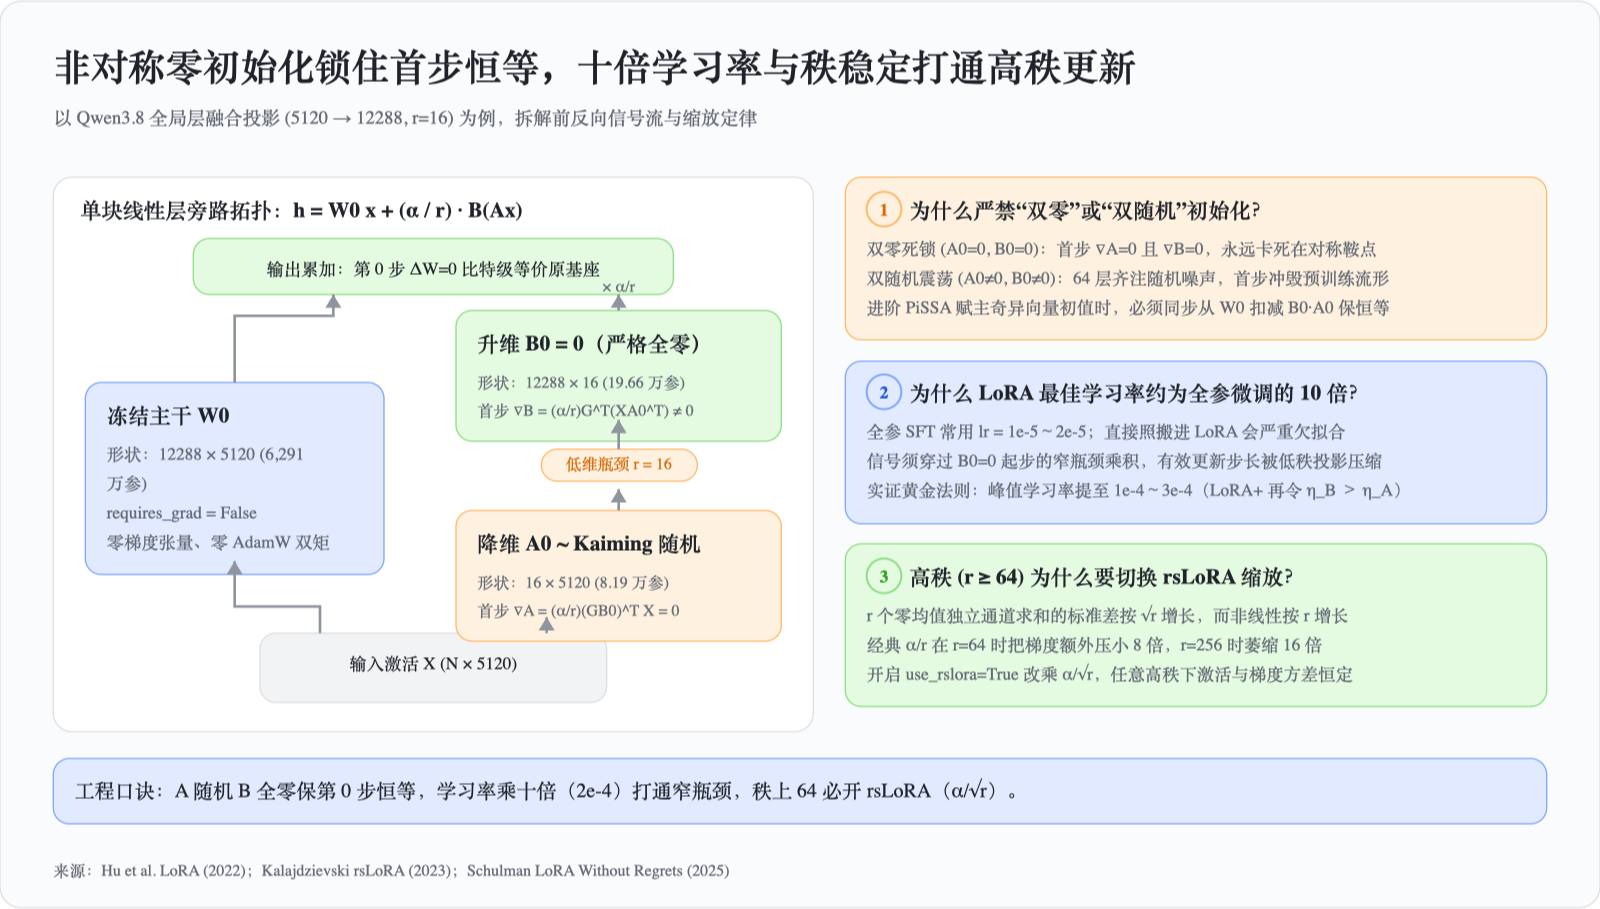 非对称零初始化锁住首步恒等，十倍学习率与秩稳定打通高秩更新
以 Qwen3.8 全局层融合投影 (5120 → 12288, r=16) 为例，拆解前反向信号流与缩放定律
单块线性层旁路拓扑：h = W0 x + (α / r) · B(Ax)
输出累加：第 0 步 ΔW=0 比特级等价原基座
× α/r
升维 B0 = 0（严格全零）
形状：12288 × 16 (19.66 万参)
首步 ∇B = (α/r)G^T(XA0^T) ≠ 0
冻结主干 W0
形状：12288 × 5120 (6,291
万参)
requires_grad = False
零梯度张量、零 AdamW 双矩
低维瓶颈 r = 16
降维 A0 ~ Kaiming 随机
形状：16 × 5120 (8.19 万参)
首步 ∇A = (α/r)(GB0)^T X = 0
输入激活 X (N × 5120)
1 为什么严禁“双零”或“双随机”初始化?
双零死锁 (A0=0, B0=0)：首步 ∇A=0 且 ∇B=0，永远卡死在对称鞍点
双随机震荡 (A0≠0, B0≠0)：64 层齐注随机噪声，首步冲毁预训练流形
进阶 PiSSA 赋主奇异向量初值时，必须同步从 W0 扣减 B0·A0 保恒等
2 为什么 LoRA 最佳学习率约为全参微调的 10 倍?
全参 SFT 常用 lr = 1e-5 ~ 2e-5；直接照搬进 LoRA 会严重欠拟合
信号须穿过 B0=0 起步的窄瓶颈乘积，有效更新步长被低秩投影压缩
实证黄金法则：峰值学习率提至 1e-4 ~ 3e-4（LoRA+ 再令 η_B > η_A）
3 高秩 (r ≥ 64) 为什么要切换 rsLoRA 缩放?
r 个零均值独立通道求和的标准差按 √r 增长，而非线性按 r 增长
经典 α/r 在 r=64 时把梯度额外压小 8 倍，r=256 时萎缩 16 倍
开启 use_rslora=True 改乘 α/√r，任意高秩下激活与梯度方差恒定
工程口诀：A 随机 B 全零保第 0 步恒等，学习率乘十倍（2e-4）打通窄瓶颈，秩上 64 必开 rsLoRA（α/√r）。
来源：Hu et al. LoRA (2022)；Kalajdzievski rsLoRA (2023)；Schulman LoRA Without Regrets (2025)